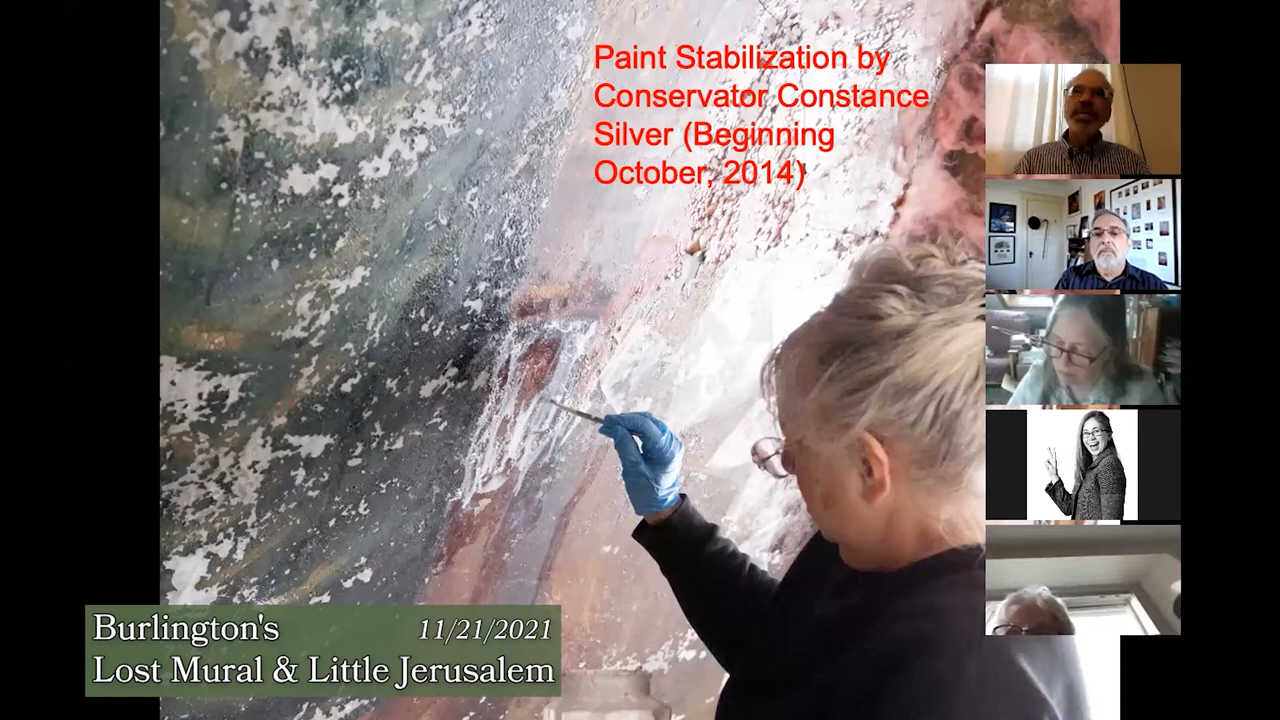 Paint Stabilization by
Conservator Constance
Silver (Beginning
October, 2014)
Burlington's 11/21/2021
Lost Mural & Little Jerusalem